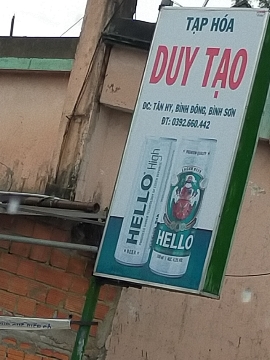 TẠP HÓA
DUY TẠO
ĐC: TÂN HY, BÌNH ĐÔNG, BÌNH SƠN
ĐT: 0392.660.442
HELLO High
HELLO